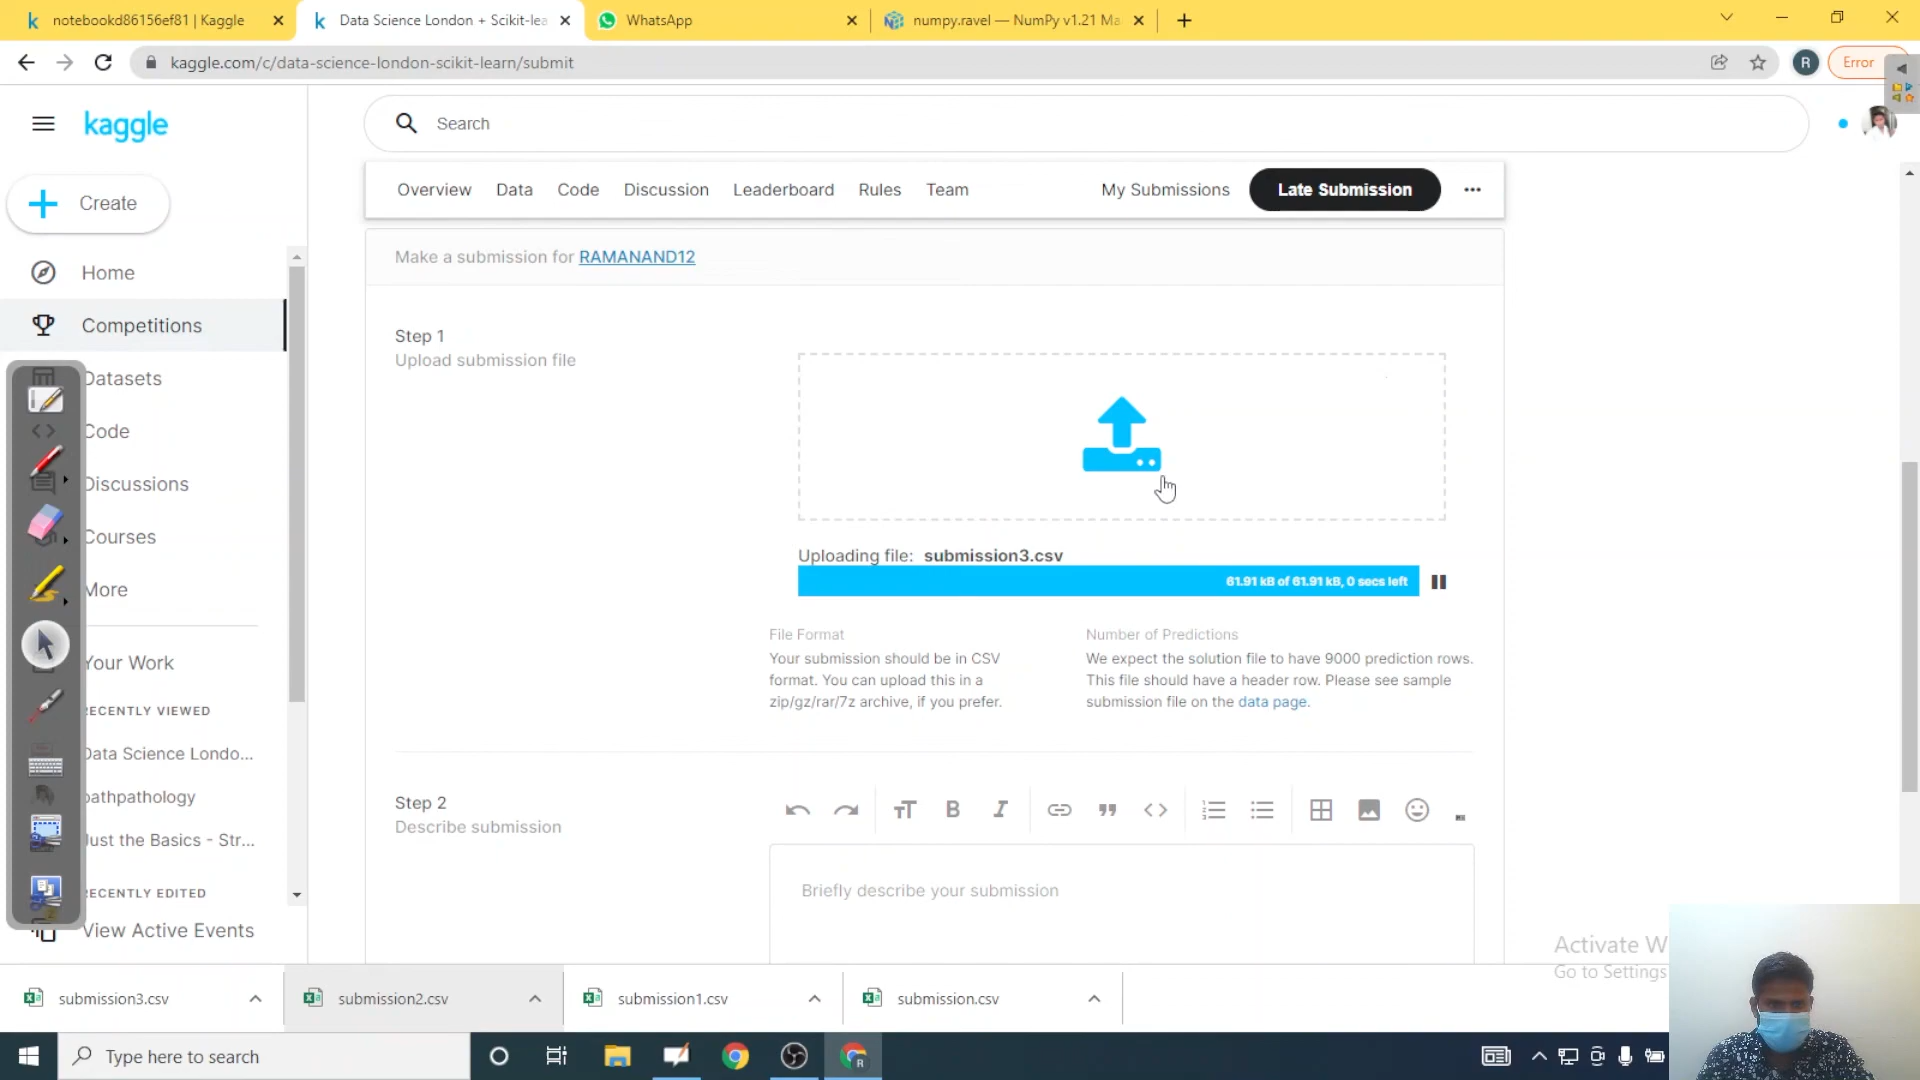 notebookd86156ef81 | Kaggle
Data Science London + Scikit-lea
WhatsApp
numpy.ravel — NumPy v1.21 Ma
kaggle.com/c/data-science-london-scikit-learn/submit
R
Error
kaggle
Search
Create
Home
Competitions
Datasets
Code
Discussions
Courses
More
Your Work
RECENTLY VIEWED
Data Science Londo...
pathpathology
Just the Basics - Str...
RECENTLY EDITED
View Active Events
Overview
Data
Code
Discussion
Leaderboard
Rules
Team
My Submissions
Late Submission
Make a submission for RAMANAND12
Step 1
Upload submission file
Uploading file: submission3.csv
61.91 kB of 61.91 kB, 0 secs left
File Format
Your submission should be in CSV
format. You can upload this in a
zip/gz/rar/7z archive, if you prefer.
Number of Predictions
We expect the solution file to have 9000 prediction rows.
This file should have a header row. Please see sample
submission file on the data page.
Step 2
Describe submission
Briefly describe your submission
Activate W
Go to Settings
submission3.csv
submission2.csv
submission1.csv
submission.csv
Type here to search